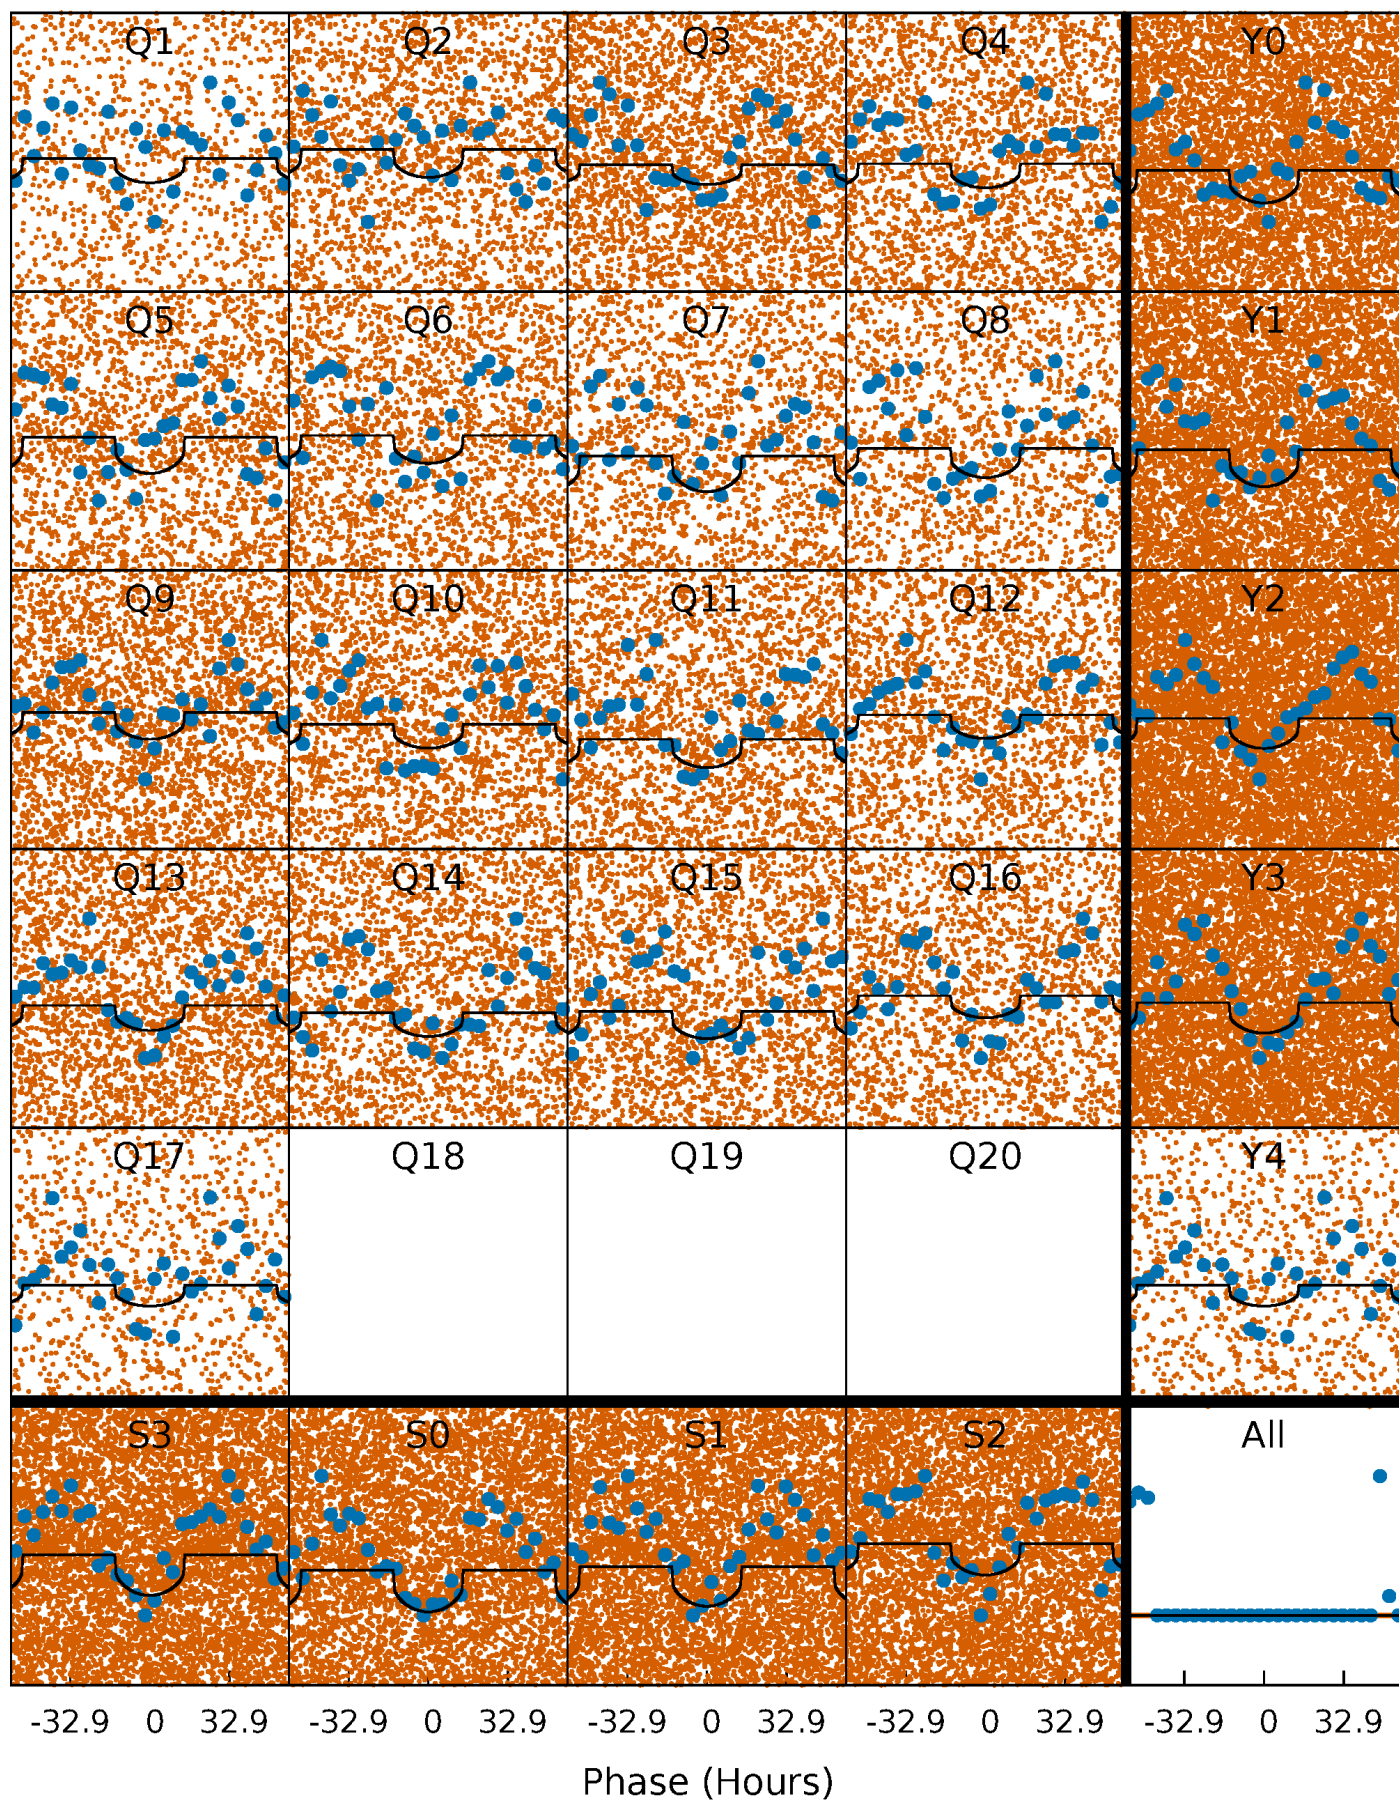 Q1 Q2 Q3 Q4 Y0
Q5 Q6 Q7 Q8 Y1
Q9 Q10 Q11 Q12 Y2
Q13 Q14 Q15 Q16 Y3
Q17 Q18 Q19 Q20 Y4
S3 S0 S1 S2 All
-32.9 0 32.9 -32.9 0 32.9 -32.9 0 32.9 -32.9 0 32.9 -32.9 0 32.9
Phase (Hours)